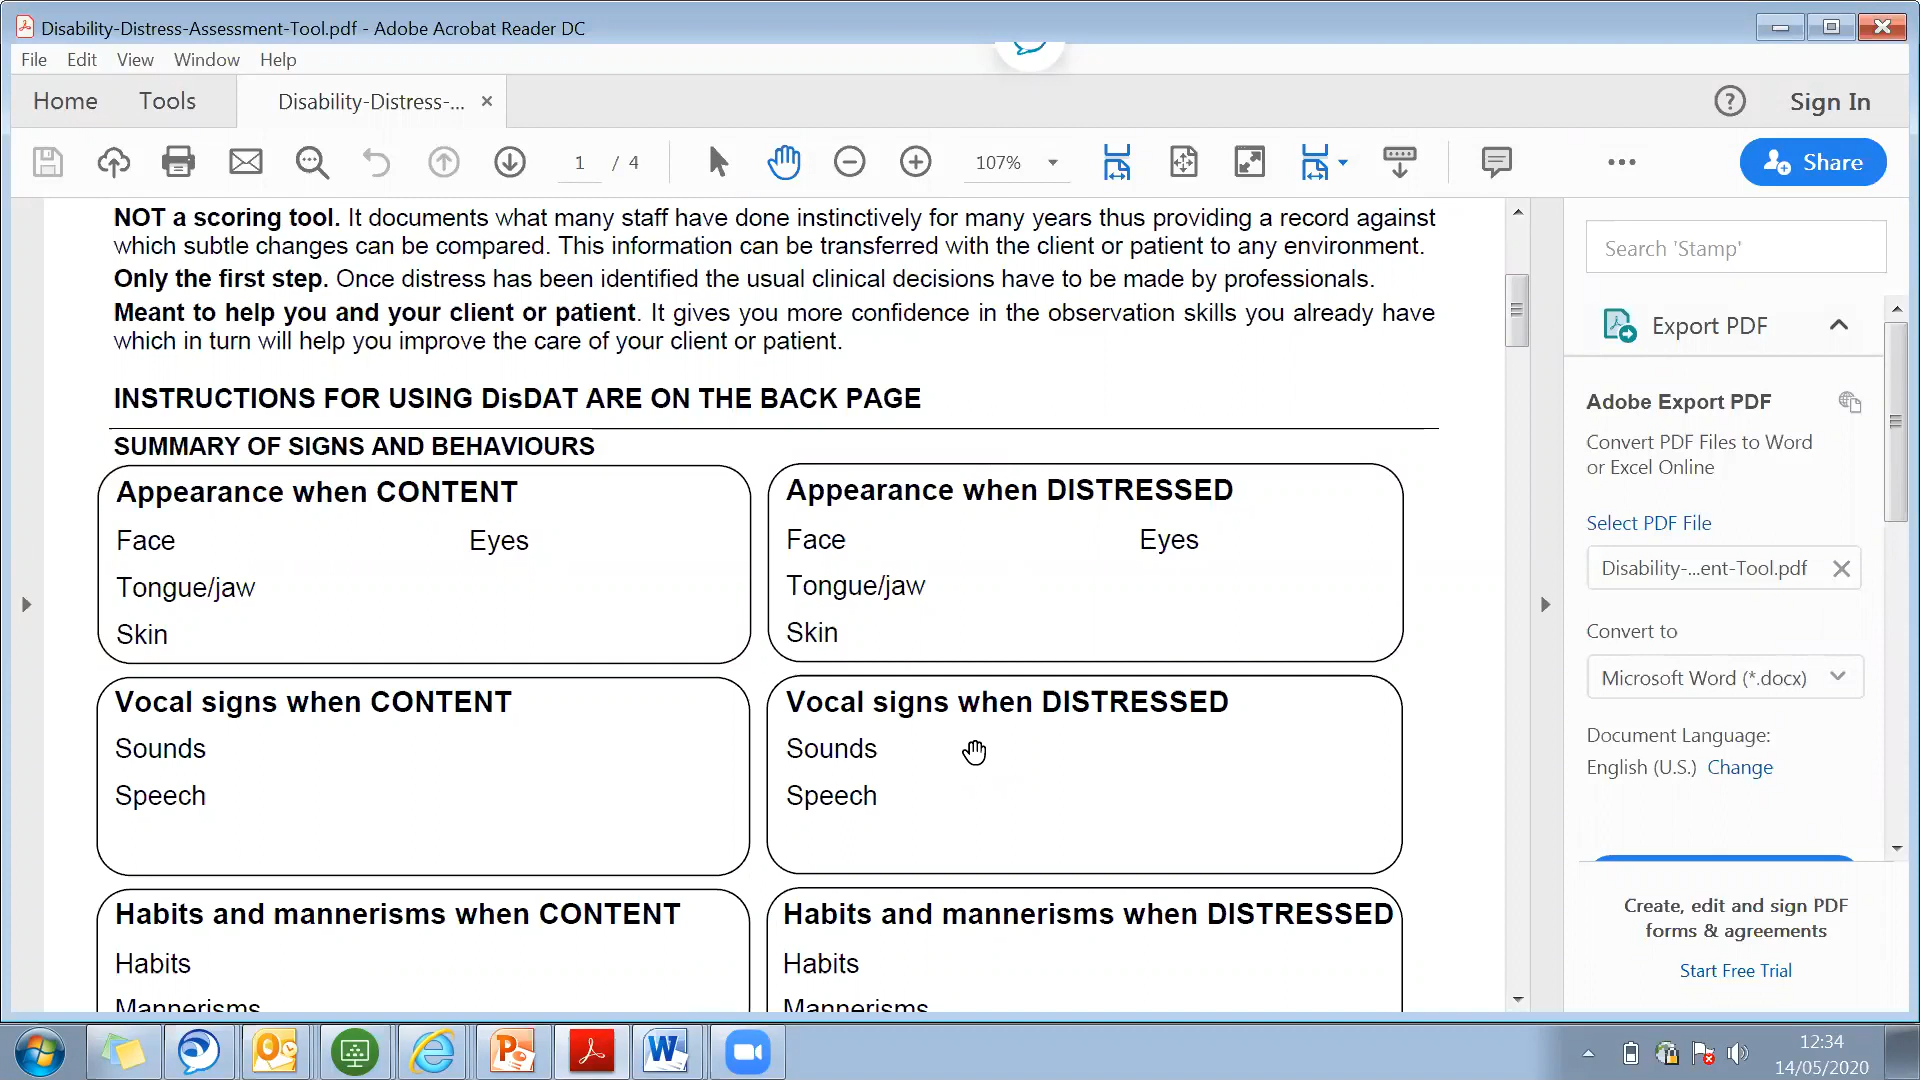 Disability-Distress-Assessment-Tool.pdf - Adobe Acrobat Reader DC
File Edit View Window Help
Home Tools Disability-Distress-... Sign In
1 / 4 107% Share
NOT a scoring tool. It documents what many staff have done instinctively for many years thus providing a record against
which subtle changes can be compared. This information can be transferred with the client or patient to any environment.
Only the first step. Once distress has been identified the usual clinical decisions have to be made by professionals.
Meant to help you and your client or patient. It gives you more confidence in the observation skills you already have
which in turn will help you improve the care of your client or patient.
INSTRUCTIONS FOR USING DisDAT ARE ON THE BACK PAGE
SUMMARY OF SIGNS AND BEHAVIOURS
Appearance when CONTENT
Face Eyes
Tongue/jaw
Skin
Appearance when DISTRESSED
Face Eyes
Tongue/jaw
Skin
Vocal signs when CONTENT
Sounds
Speech
Vocal signs when DISTRESSED
Sounds
Speech
Habits and mannerisms when CONTENT
Habits
Mannerisms
Habits and mannerisms when DISTRESSED
Habits
Mannerisms
Search 'Stamp'
Export PDF
Adobe Export PDF
Convert PDF Files to Word
or Excel Online
Select PDF File
Disability-...ent-Tool.pdf
Convert to
Microsoft Word (*.docx)
Document Language:
English (U.S.) Change
Create, edit and sign PDF
forms & agreements
Start Free Trial
12:34
14/05/2020